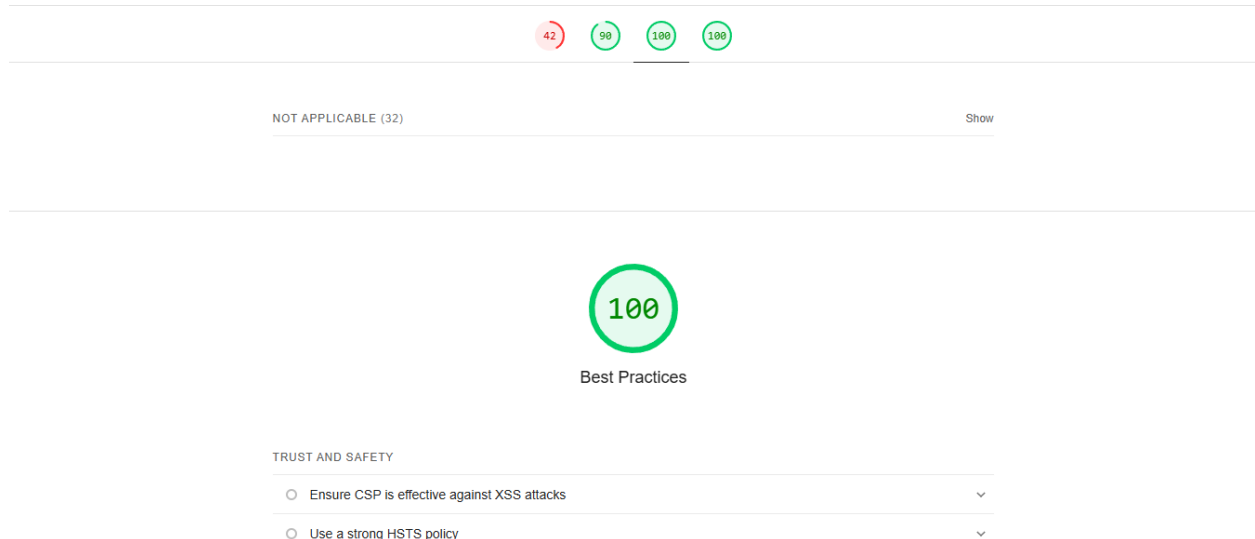 42 90 100 100
NOT APPLICABLE (32) Show
100
Best Practices
TRUST AND SAFETY
Ensure CSP is effective against XSS attacks
Use a strong HSTS policy